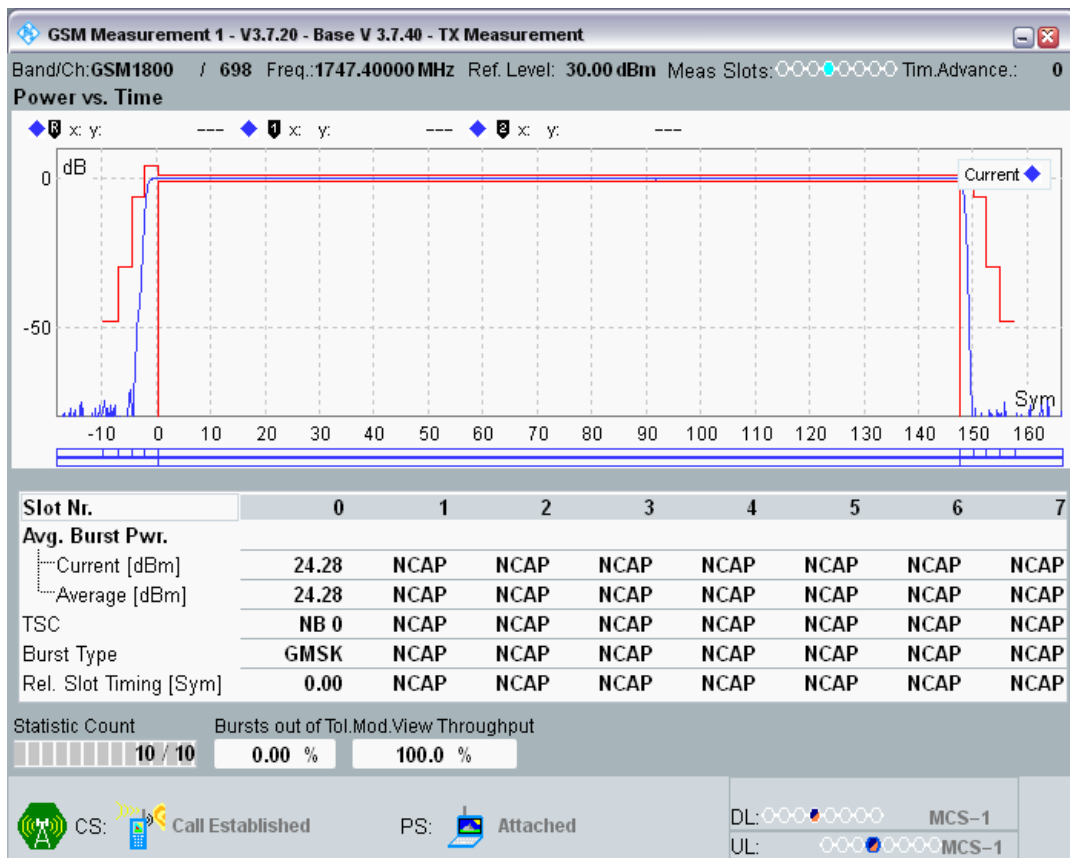 GSM Measurement 1 - V3.7.20 - Base V 3.7.40 - TX Measurement
Band/Ch:GSM1800 / 698 Freq.:1747.40000 MHz Ref. Level: 30.00 dBm Meas Slots: Tim.Advance.: 0
Power vs. Time
R x: y: --- 1 x: y: --- 2 x: y: ---
dB
Current
0
-50
Sym
-10 0 10 20 30 40 50 60 70 80 90 100 110 120 130 140 150 160
Slot Nr. 0 1 2 3 4 5 6 7
Avg. Burst Pwr.
Current [dBm] 24.28 NCAP NCAP NCAP NCAP NCAP NCAP NCAP
Average [dBm] 24.28 NCAP NCAP NCAP NCAP NCAP NCAP NCAP
TSC NB 0 NCAP NCAP NCAP NCAP NCAP NCAP NCAP
Burst Type GMSK NCAP NCAP NCAP NCAP NCAP NCAP NCAP
Rel. Slot Timing [Sym] 0.00 NCAP NCAP NCAP NCAP NCAP NCAP NCAP
Statistic Count Bursts out of Tol.Mod.View Throughput
10 / 10 0.00 % 100.0 %
CS: Call Established PS: Attached
DL: MCS-1
UL: MCS-1